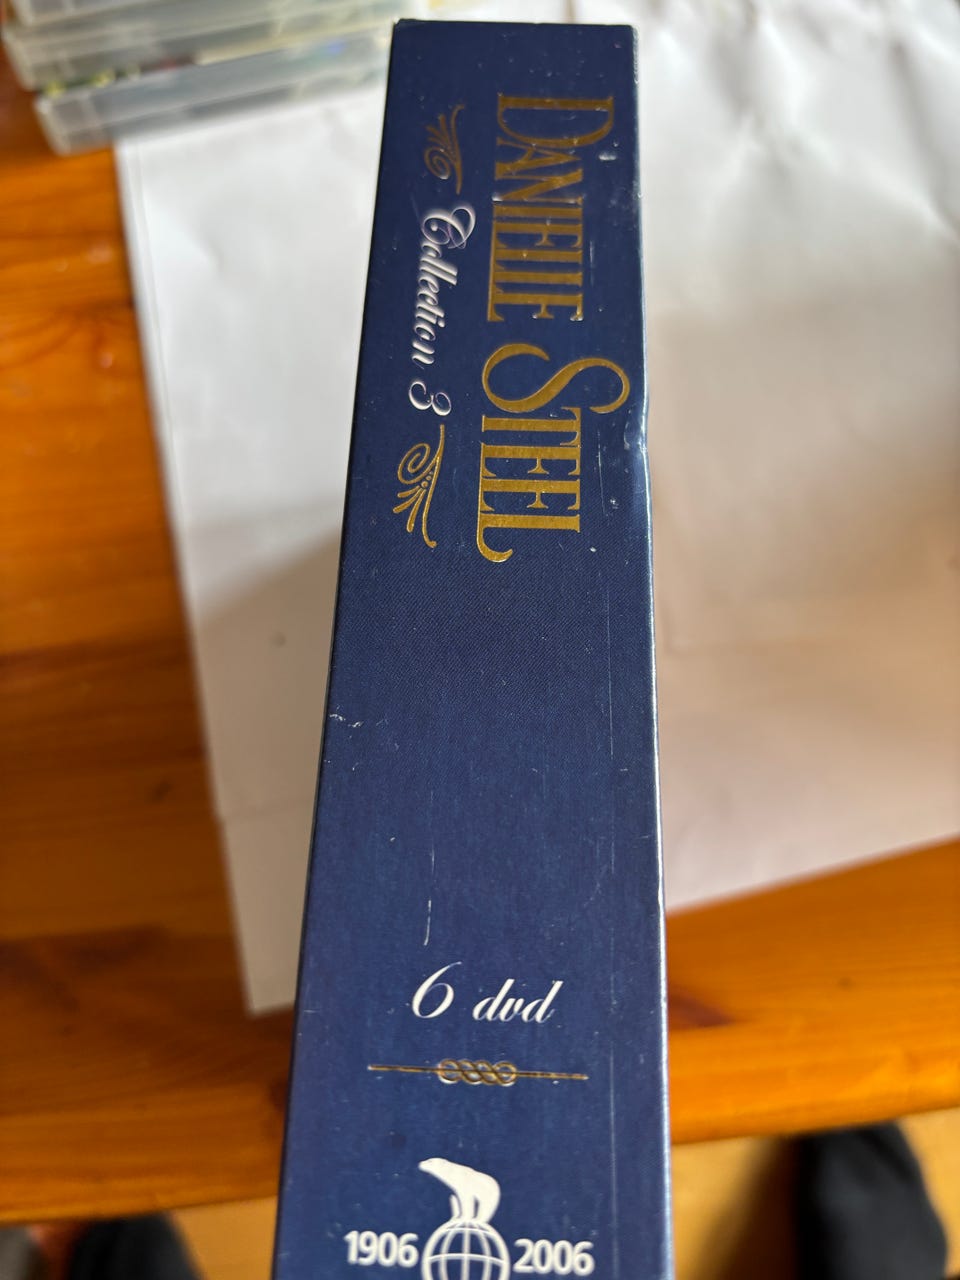 DANIELLE STEEL
Collection 3
6 dvd
1906 2006